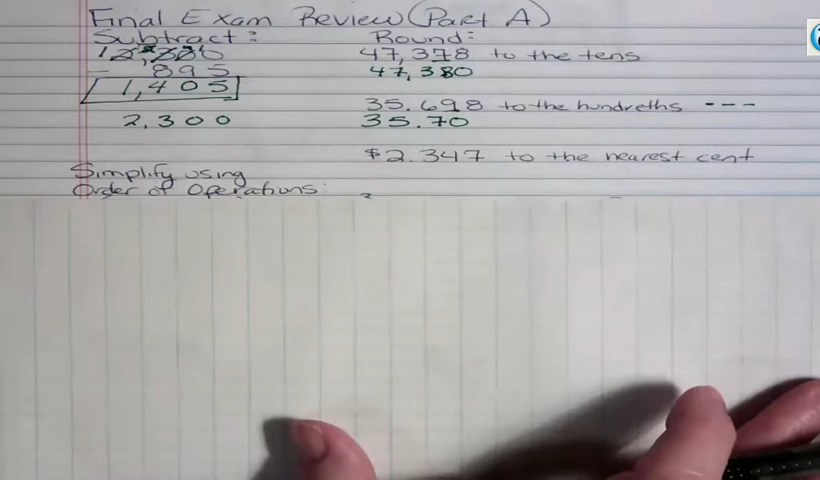 Final Exam Review (Part A)
Subtract:
- 895
1,405
2,300
Round:
47,378 to the tens
47,380
35.698 to the hundreths ---
35.70
$2.347 to the nearest cent
Simplify using
Order of Operations: